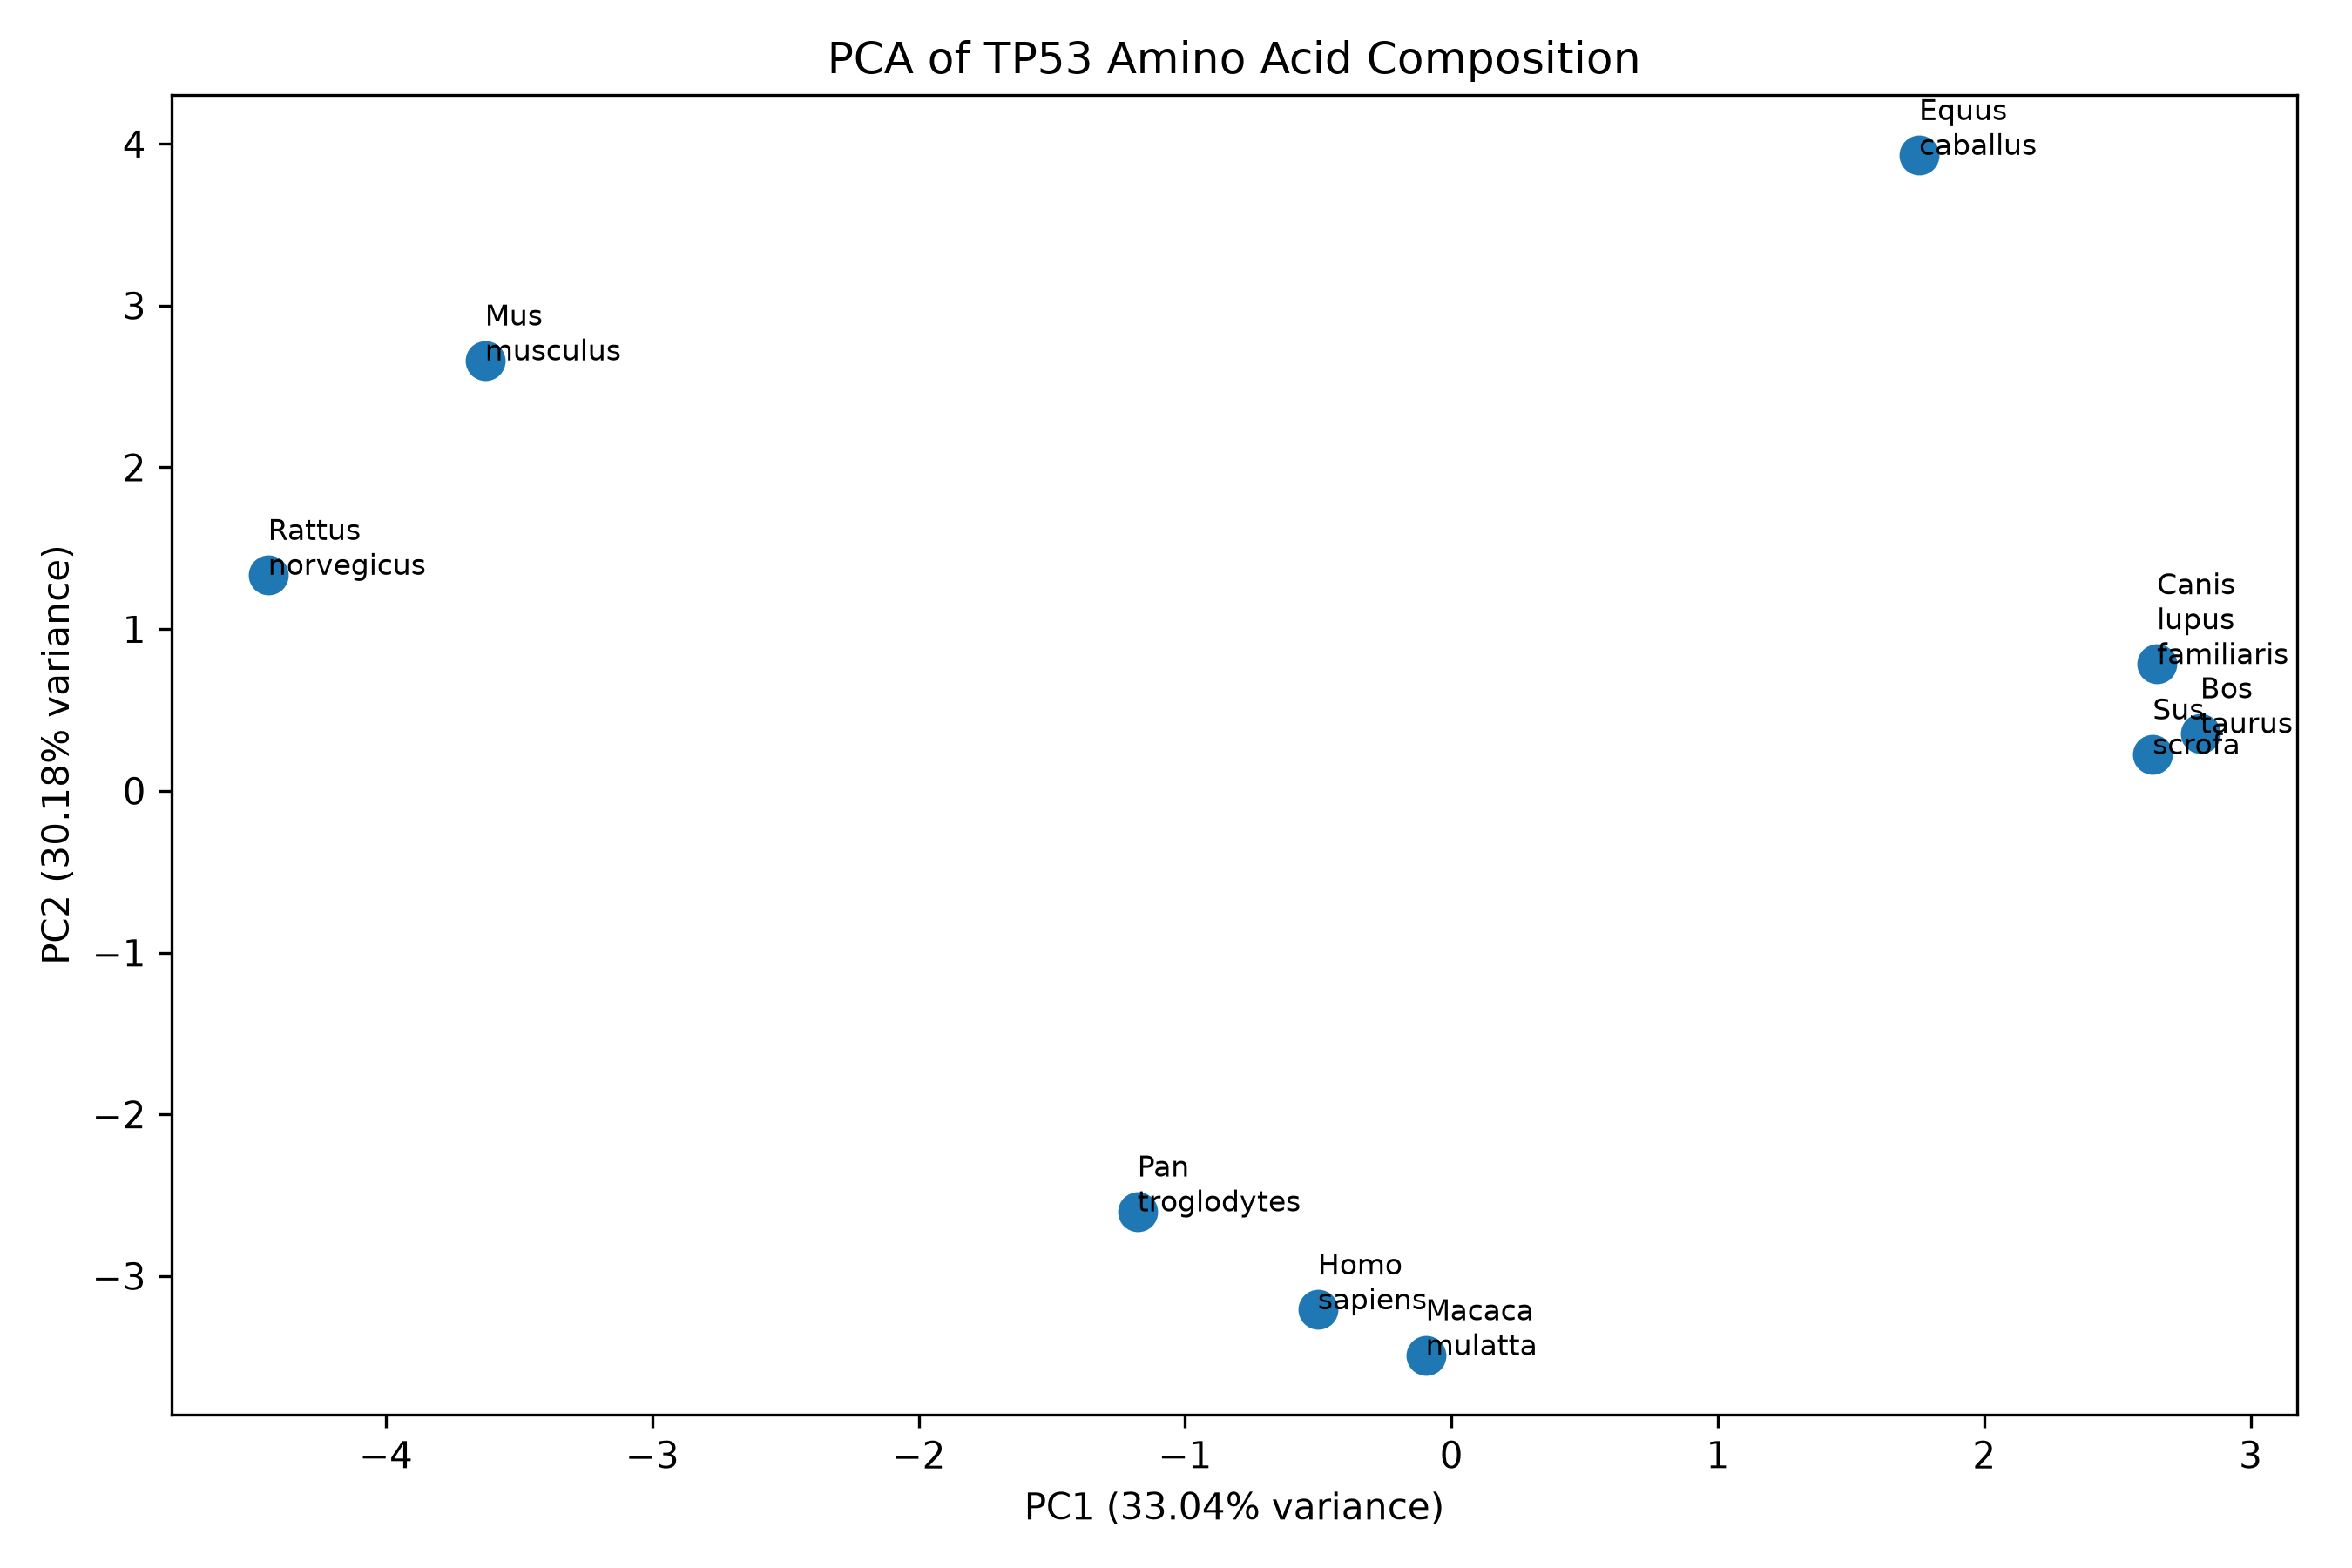 PCA of TP53 Amino Acid Composition
Equus
caballus
Mus
musculus
Rattus
norvegicus
Canis
lupus
familiaris
Bos
taurus
Sus
scrofa
Pan
troglodytes
Homo
sapiens
Macaca
mulatta
4
3
2
1
0
−1
−2
−3
PC2 (30.18% variance)
−4
−3
−2
−1
0
1
2
3
PC1 (33.04% variance)